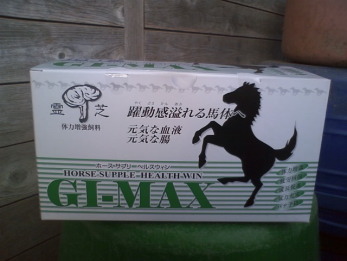 霊 芝
体力増強飼料
躍動感溢れる馬体へ
元気な血液
元気な腸
ホース・サプリーヘルスウィン
HORSE-SUPPLE-HEALTH-WIN
GI-MAX